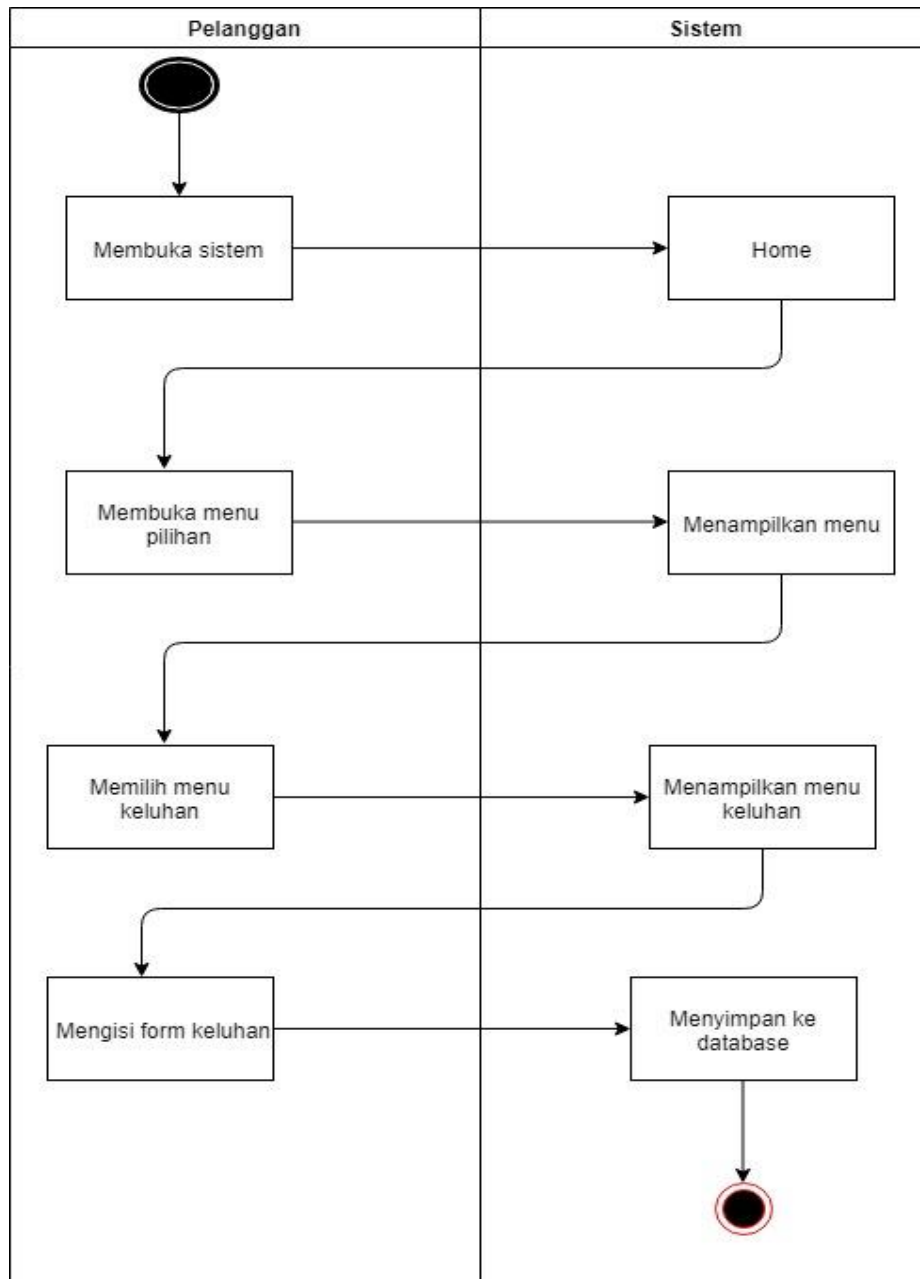 Pelanggan
Sistem
Membuka sistem
Home
Membuka menu
pilihan
Menampilkan menu
Memilih menu
keluhan
Menampilkan menu
keluhan
Mengisi form keluhan
Menyimpan ke
database